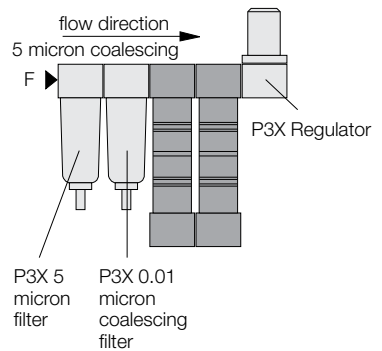 flow direction
5 micron coalescing
F
P3X Regulator
P3X 5
micron
filter
P3X 0.01
micron
coalescing
filter